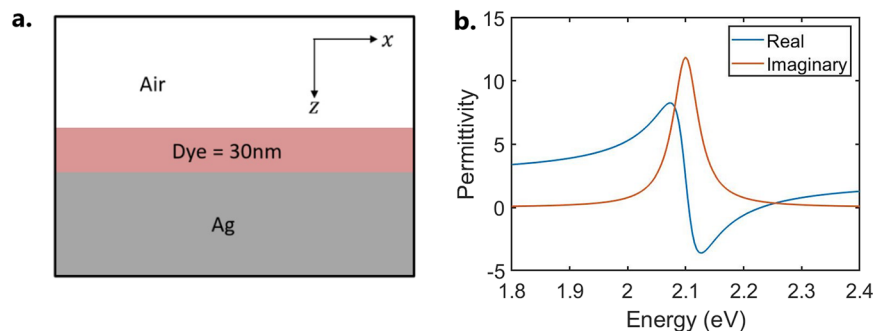 a.
x
z
Air
Dye = 30nm
Ag
b.
Real
Imaginary
Permittivity
15
10
5
0
-5
1.8 1.9 2 2.1 2.2 2.3 2.4
Energy (eV)